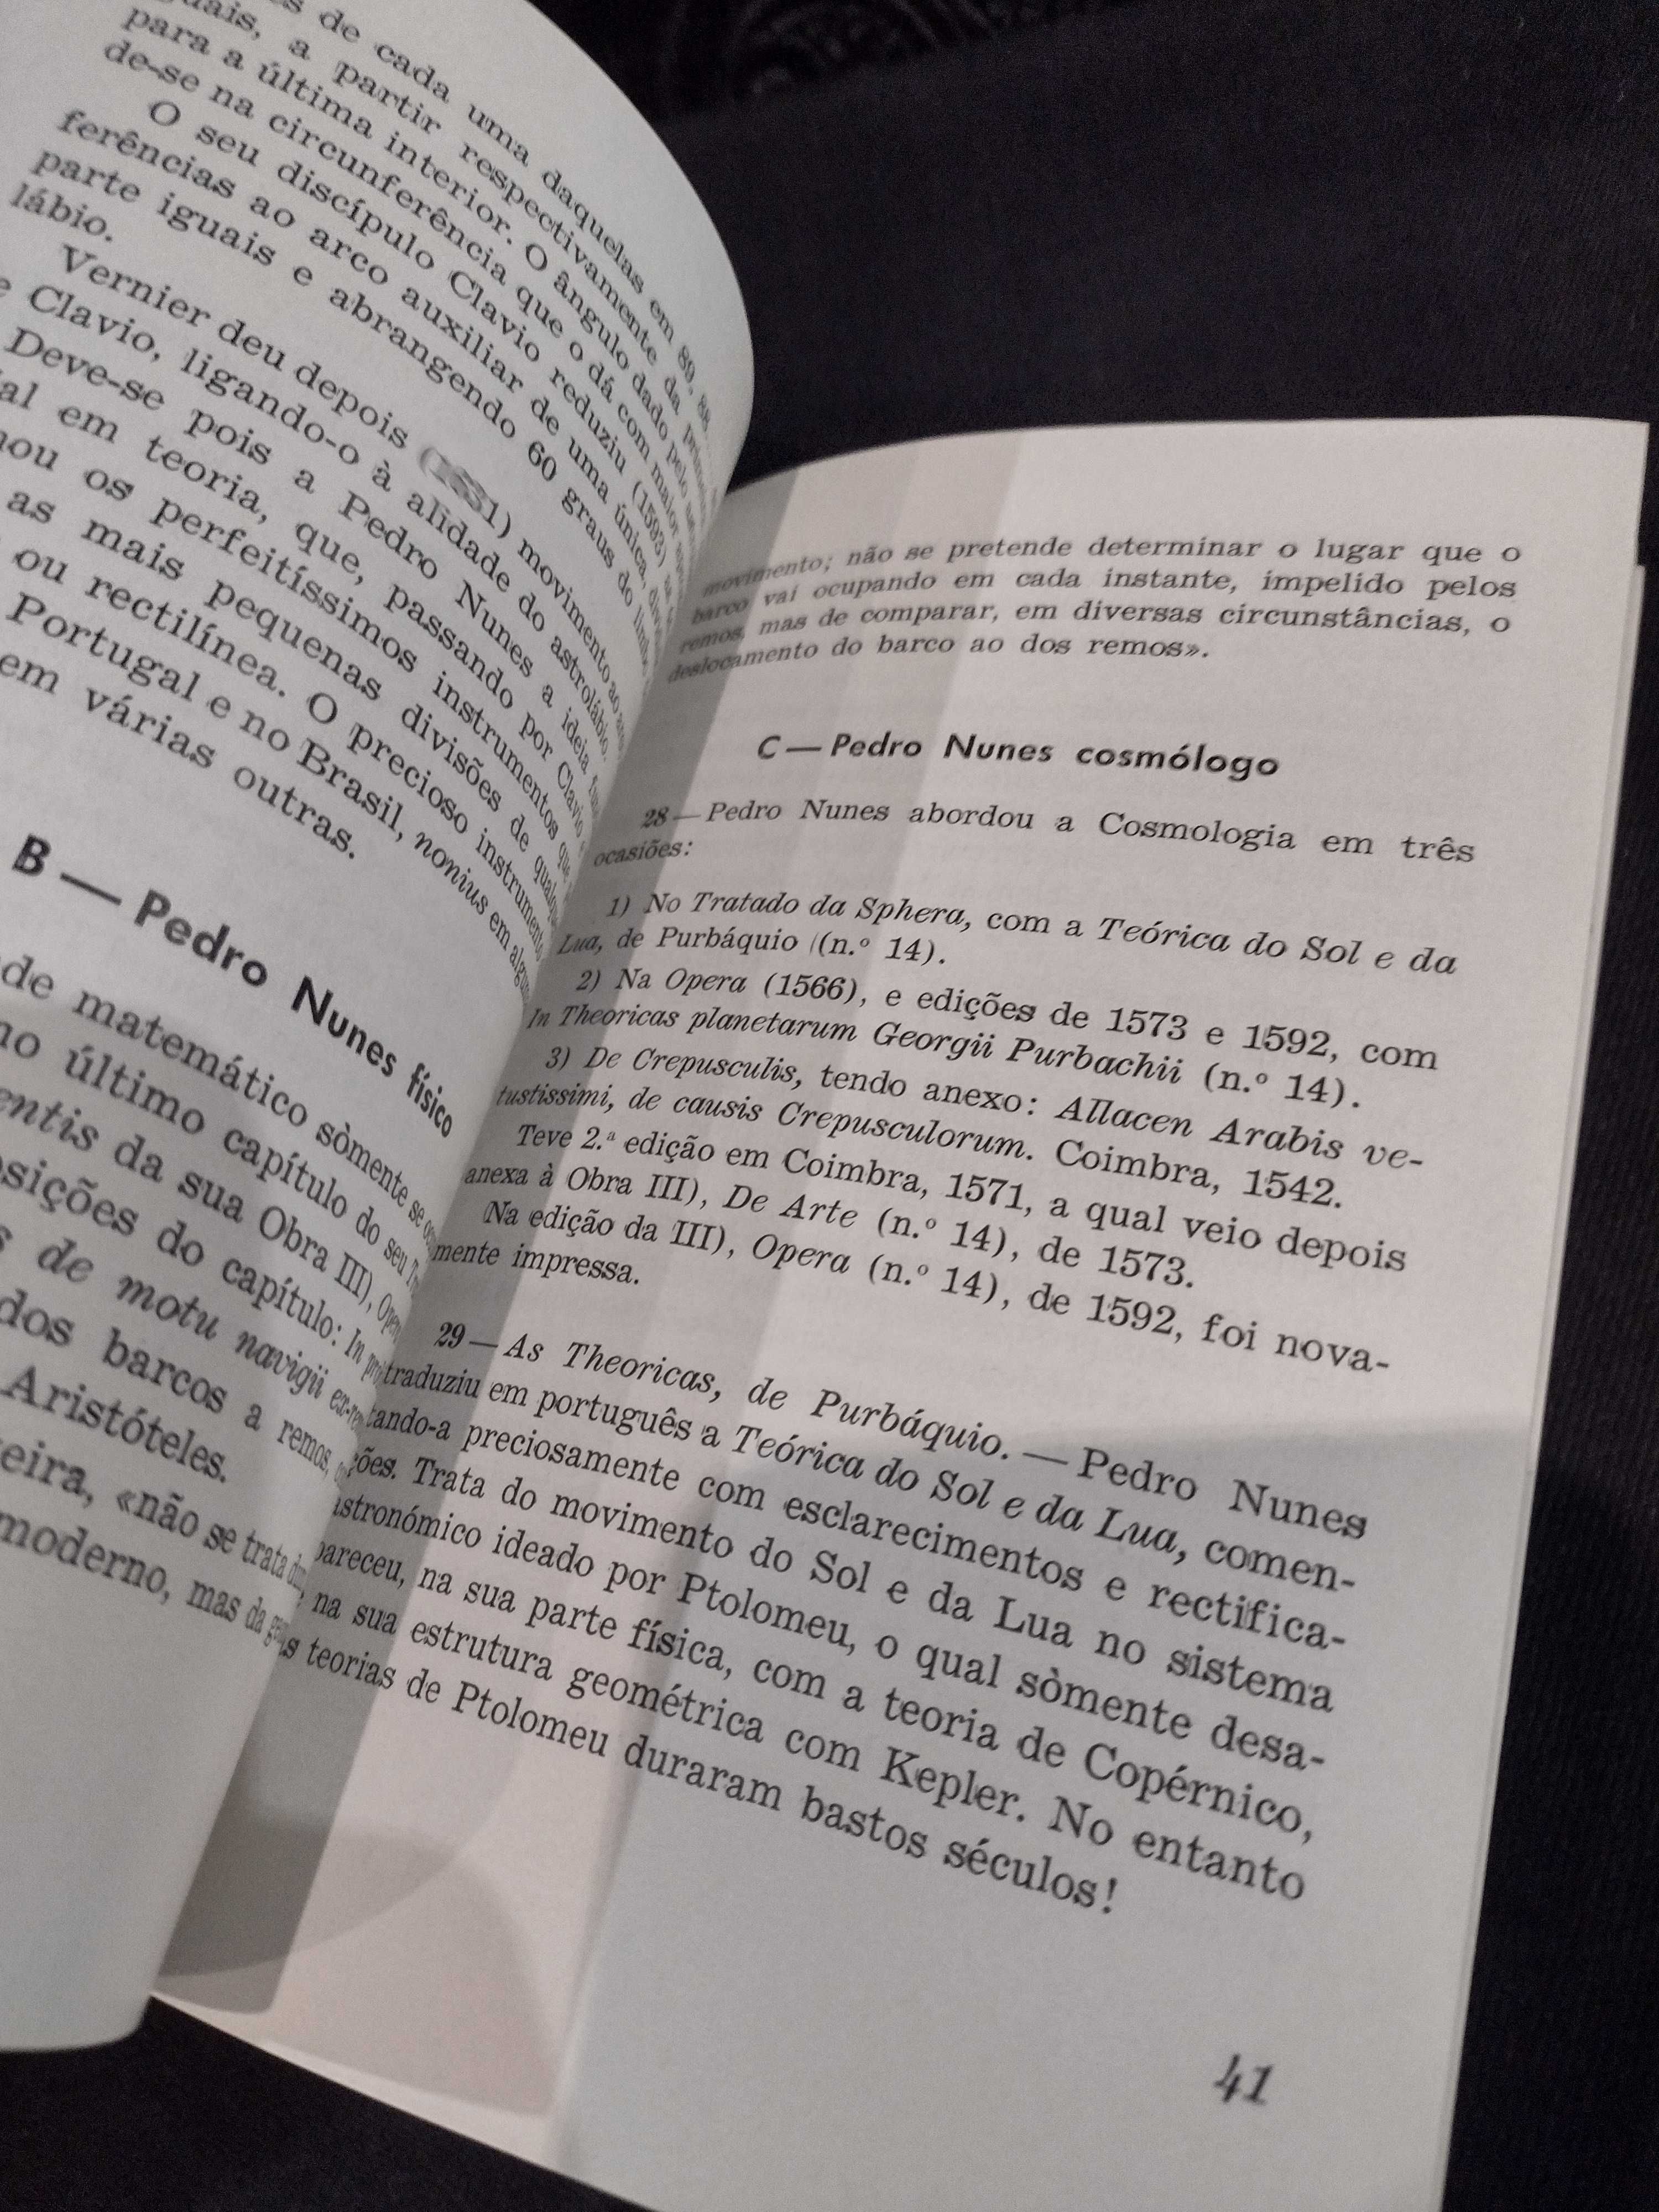 s de cada uma daquelas em 89, 88
uais, a partir respectivamente da
para a última interior. O ângulo dado pelo
de-se na circunferência que o dá com maior
O seu discípulo Clavio reduziu (1593)
ferências ao arco auxiliar de uma única,
parte iguais e abrangendo 60 graus do
lábio.
Vernier deu depois (1631) movimento ao
e Clavio, ligando-o à alidade do astrolábio.
Deve-se pois a Pedro Nunes a ideia
al em teoria, que, passando por Clavio
nou os perfeitíssimos instrumentos que
as mais pequenas divisões de
ou rectilínea. O precioso instrumento
Portugal e no Brasil, nonius em
em várias outras.
B — Pedro Nunes físico
de matemático sòmente se
no último capítulo do seu
entis da sua Obra III),
sições do capítulo: In
s de motu navigii
dos barcos a remos,
Aristóteles.
eira, «não se trata
moderno, mas da
movimento; não se pretende determinar o lugar que o
barco vai ocupando em cada instante, impelido pelos
remos, mas de comparar, em diversas circunstâncias, o
deslocamento do barco ao dos remos».
C — Pedro Nunes cosmólogo
28 — Pedro Nunes abordou a Cosmologia em três
ocasiões:
1) No Tratado da Sphera, com a Teórica do Sol e da
Lua, de Purbáquio (n.º 14).
2) Na Opera (1566), e edições de 1573 e 1592, com
In Theoricas planetarum Georgii Purbachii (n.º 14).
3) De Crepusculis, tendo anexo: Allacen Arabis ve-
tustissimi, de causis Crepusculorum. Coimbra, 1542.
Teve 2.ª edição em Coimbra, 1571, a qual veio depois
anexa à Obra III), De Arte (n.º 14), de 1573.
Na edição da III), Opera (n.º 14), de 1592, foi nova-
mente impressa.
29 — As Theoricas, de Purbáquio. — Pedro Nunes
traduziu em português a Teórica do Sol e da Lua, comen-
tando-a preciosamente com esclarecimentos e rectifica-
ções. Trata do movimento do Sol e da Lua no sistema
astronómico ideado por Ptolomeu, o qual sòmente desa-
pareceu, na sua parte física, com a teoria de Copérnico,
na sua estrutura geométrica com Kepler. No entanto
s teorias de Ptolomeu duraram bastos séculos!
41